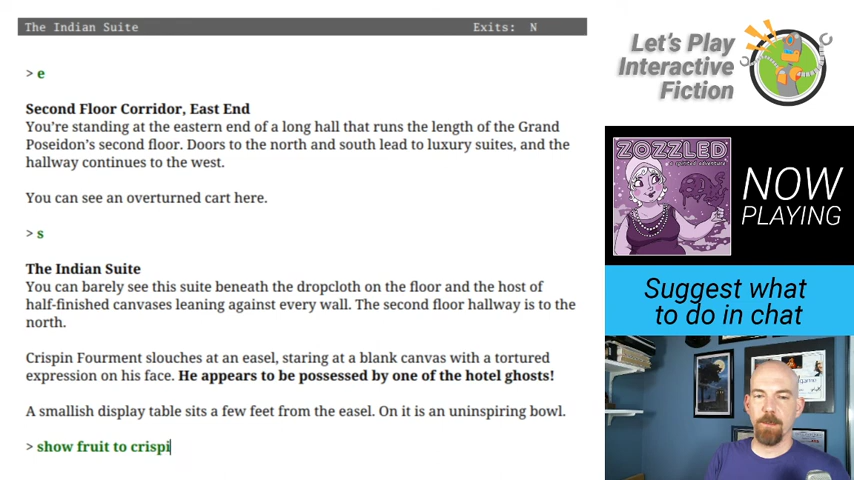 The Indian Suite Exits: N
> e
Second Floor Corridor, East End
You're standing at the eastern end of a long hall that runs the length of the Grand
Poseidon's second floor. Doors to the north and south lead to luxury suites, and the
hallway continues to the west.
You can see an overturned cart here.
> s
The Indian Suite
You can barely see this suite beneath the dropcloth on the floor and the host of
half-finished canvases leaning against every wall. The second floor hallway is to the
north.
Crispin Fourment slouches at an easel, staring at a blank canvas with a tortured
expression on his face. He appears to be possessed by one of the hotel ghosts!
A smallish display table sits a few feet from the easel. On it is an uninspiring bowl.
> show fruit to crispi
Let's Play
Interactive
Fiction
ZOZZLED
a spirited adventure
NOW
PLAYING
Suggest what
to do in chat